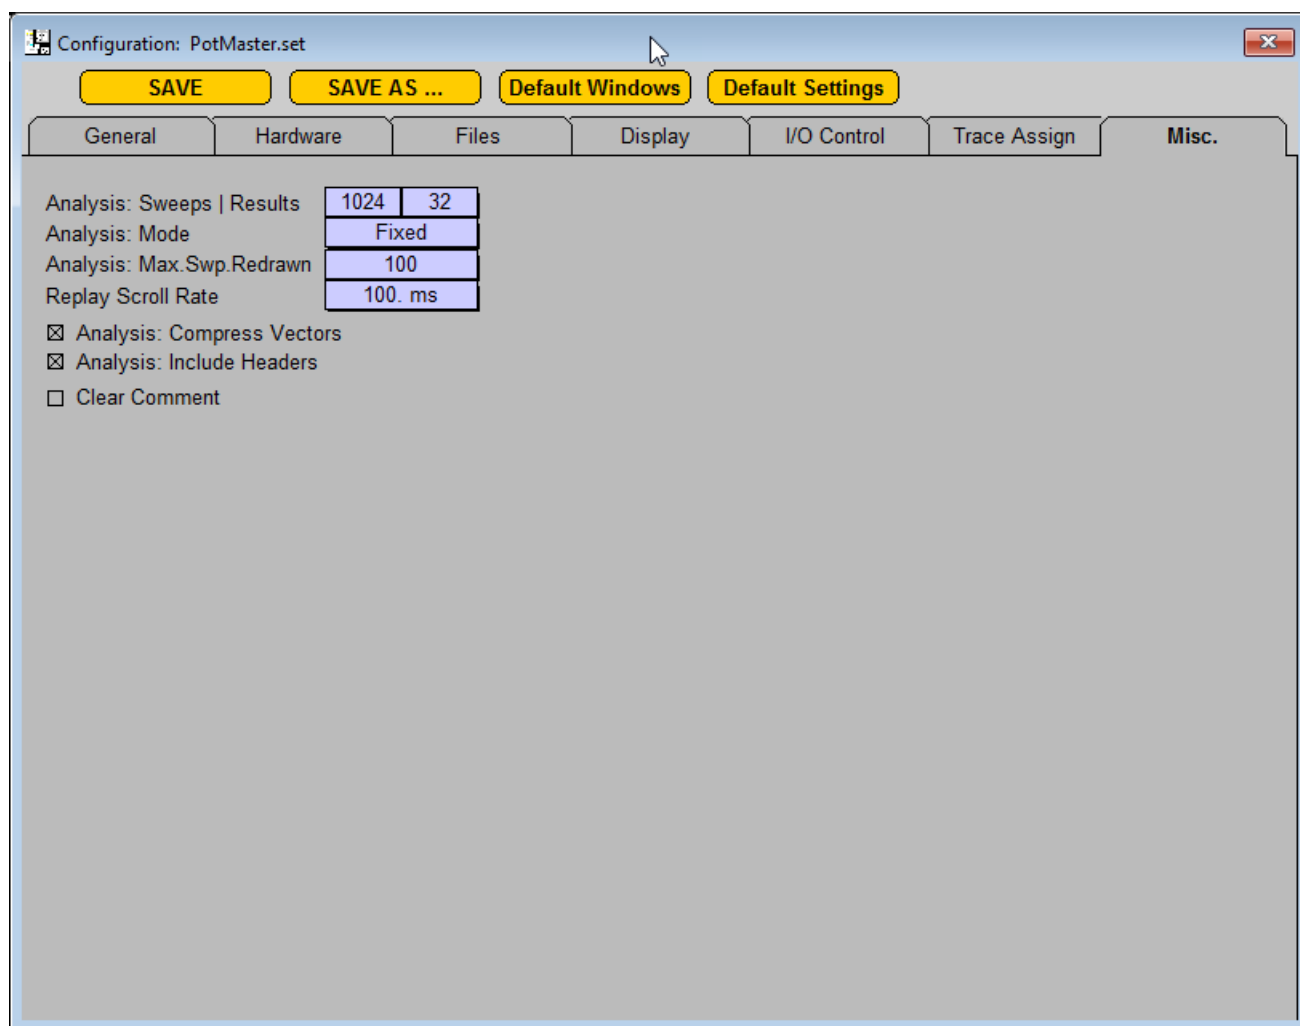 Configuration: PotMaster.set
SAVE SAVE AS ... Default Windows Default Settings
General Hardware Files Display I/O Control Trace Assign Misc.
Analysis: Sweeps | Results 1024 32
Analysis: Mode Fixed
Analysis: Max.Swp.Redrawn 100
Replay Scroll Rate 100. ms
Analysis: Compress Vectors
Analysis: Include Headers
Clear Comment